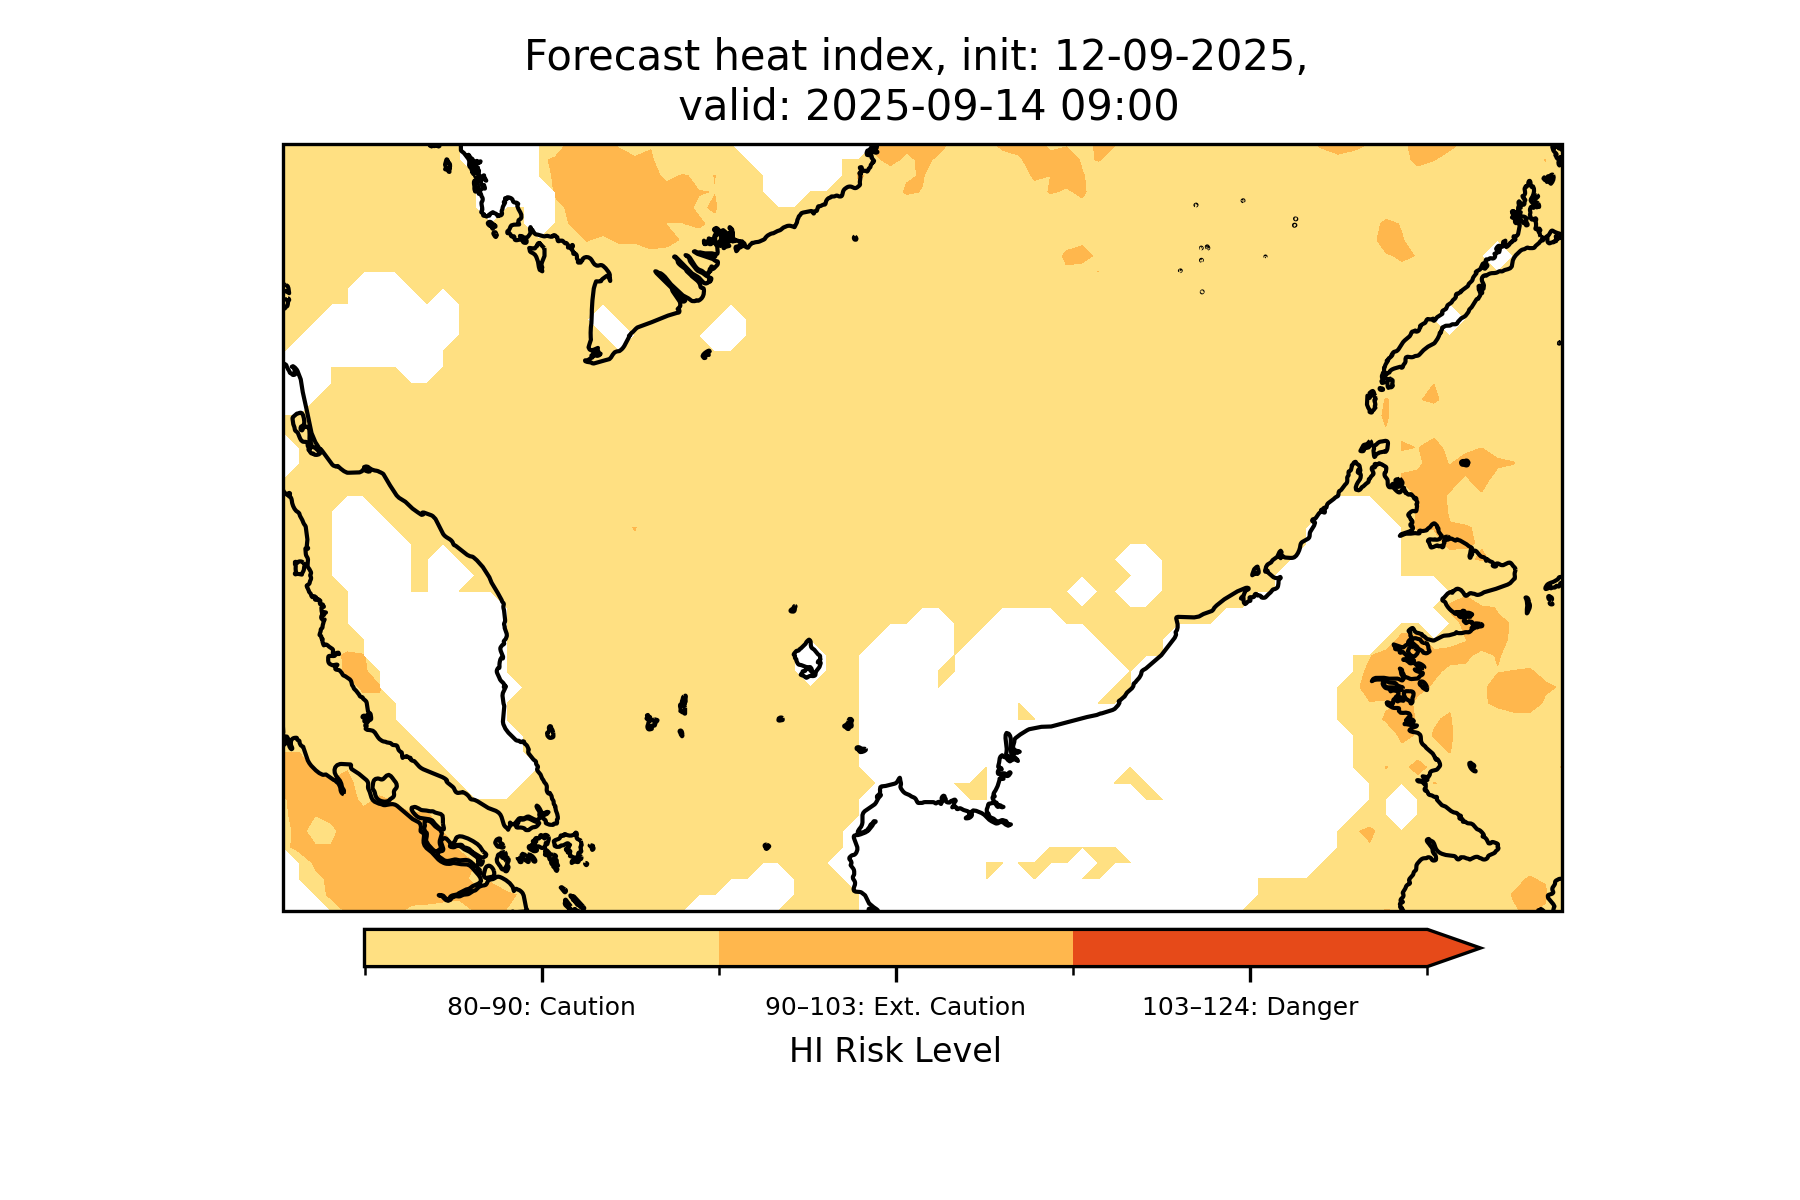 Forecast heat index, init: 12-09-2025,
valid: 2025-09-14 09:00
80–90: Caution
90–103: Ext. Caution
103–124: Danger
HI Risk Level